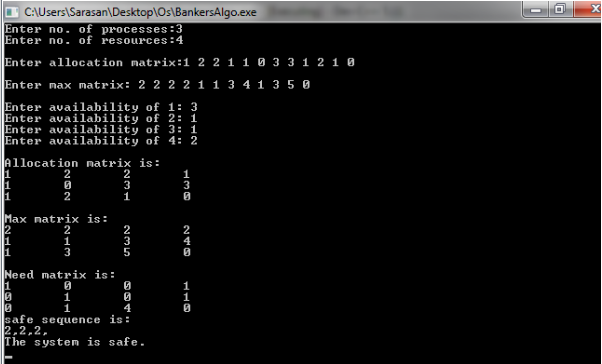 C:\Users\Sarasan\Desktop\Os\BankersAlgo.exe
Enter no. of processes:3
Enter no. of resources:4
Enter allocation matrix:1 2 2 1 1 0 3 3 1 2 1 0
Enter max matrix: 2 2 2 2 1 1 3 4 1 3 5 0
Enter availability of 1: 3
Enter availability of 2: 1
Enter availability of 3: 1
Enter availability of 4: 2
Allocation matrix is:
1 2 2 1
1 0 3 3
1 2 1 0
Max matrix is:
2 2 2 2
1 1 3 4
1 3 5 0
Need matrix is:
1 0 0 1
0 1 0 1
0 1 4 0
safe sequence is:
2,2,2,
The system is safe.